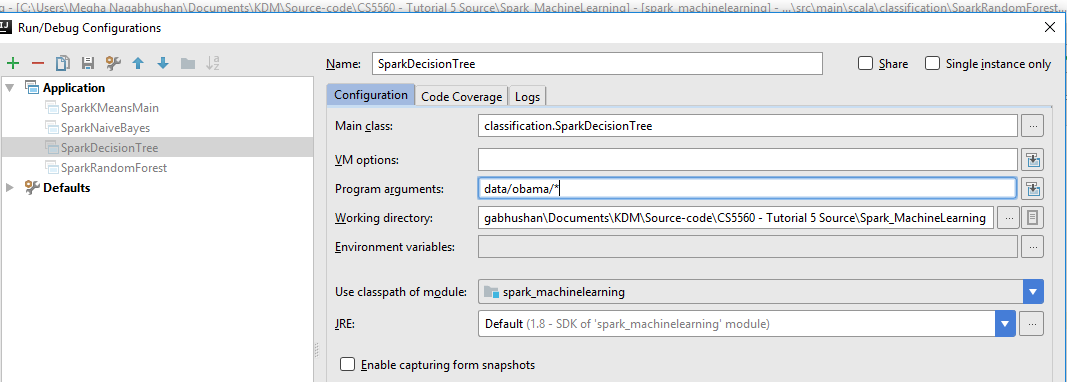 g - [C:\Users\Megha Nagabhushan\Documents\KDM\Source-code\CS5560 - Tutorial 5 Source\Spark_MachineLearning] - [spark_machinelearning] - ...\src\main\scala\classification\SparkRandomForest...
Run/Debug Configurations
Name: SparkDecisionTree Share Single instance only
Application
SparkKMeansMain
SparkNaiveBayes
SparkDecisionTree
SparkRandomForest
Defaults
Configuration Code Coverage Logs
Main class: classification.SparkDecisionTree ...
VM options:
Program arguments: data/obama/*
Working directory: gabhushan\Documents\KDM\Source-code\CS5560 - Tutorial 5 Source\Spark_MachineLearning ...
Environment variables: ...
Use classpath of module: spark_machinelearning
JRE: Default (1.8 - SDK of 'spark_machinelearning' module) ...
Enable capturing form snapshots